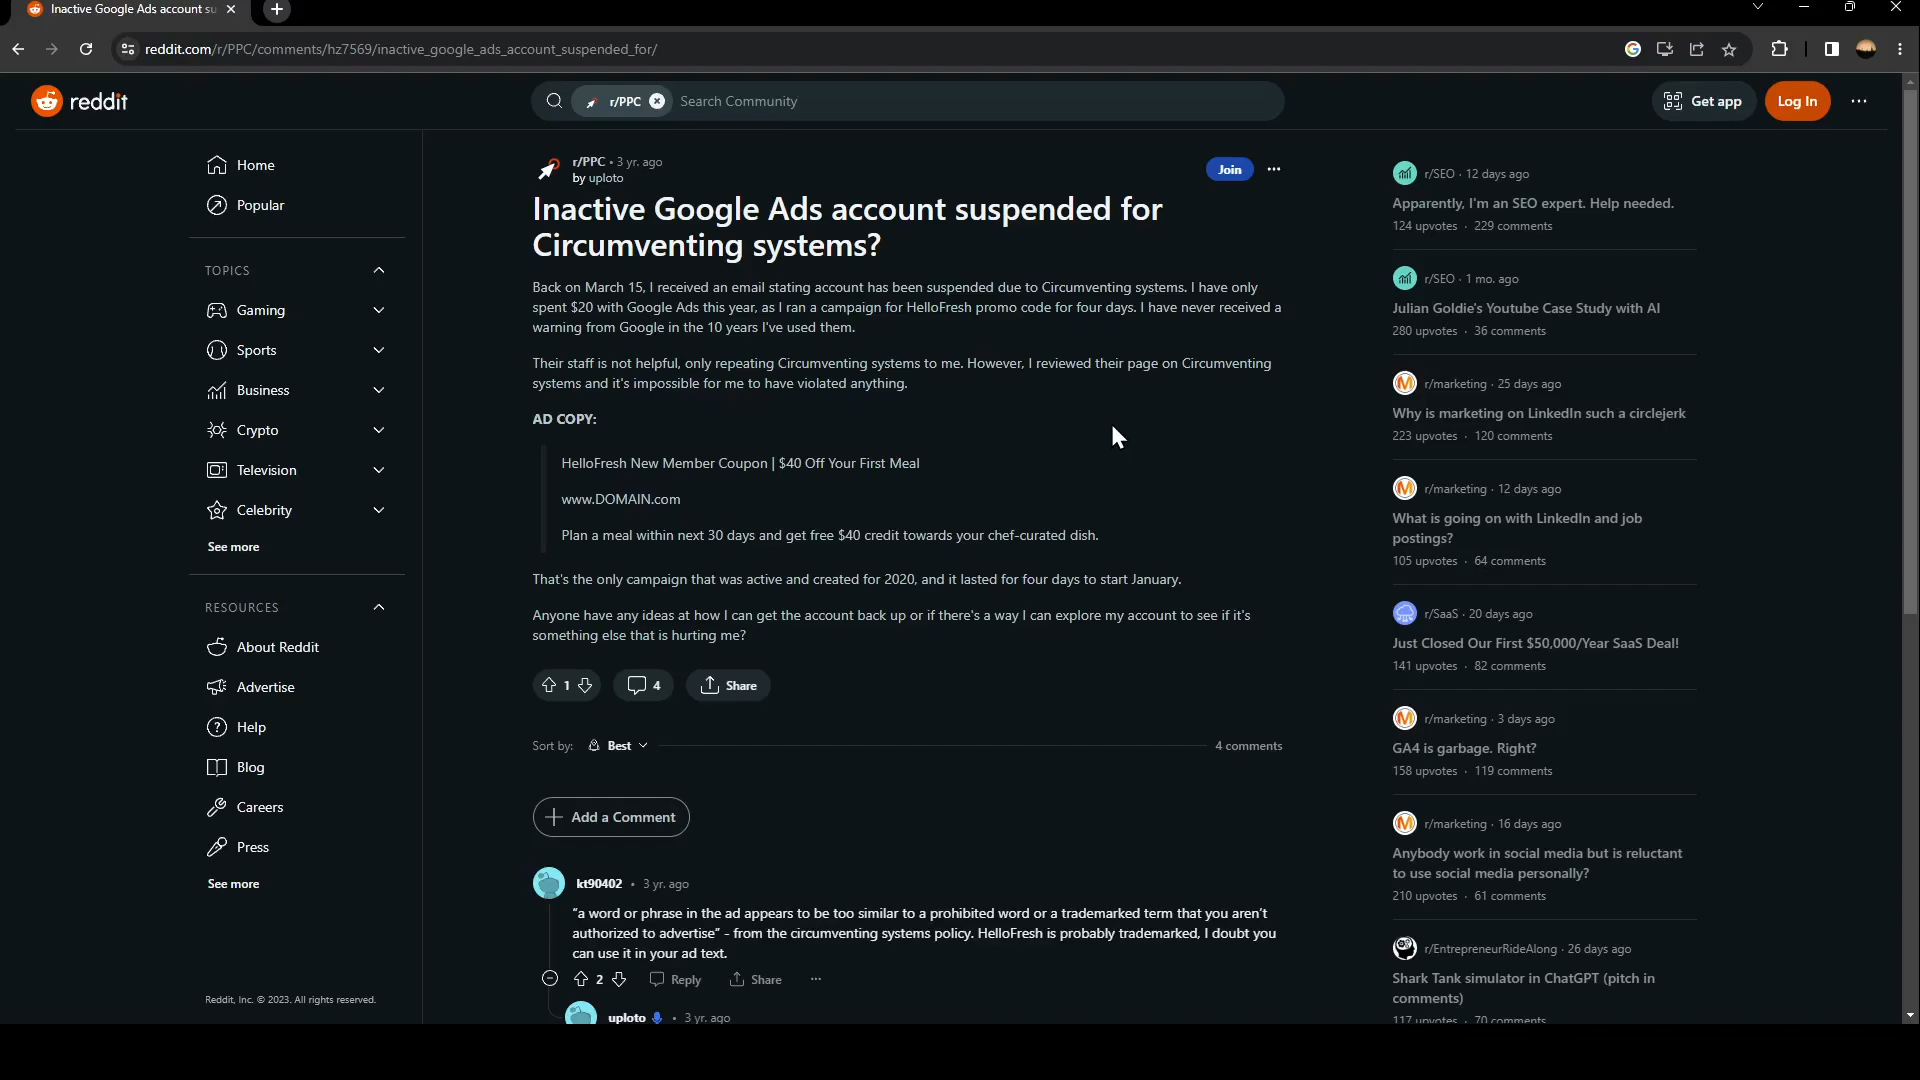 Inactive Google Ads account su
reddit.com/r/PPC/comments/hz7569/inactive_google_ads_account_suspended_for/
reddit
r/PPC
Search Community
Get app
Log In
Home
Popular
TOPICS
Gaming
Sports
Business
Crypto
Television
Celebrity
See more
RESOURCES
About Reddit
Advertise
Help
Blog
Careers
Press
See more
Reddit, Inc. © 2023. All rights reserved.
r/PPC • 3 yr. ago
by uploto
Join
Inactive Google Ads account suspended for
Circumventing systems?
Back on March 15, I received an email stating account has been suspended due to Circumventing systems. I have only
spent $20 with Google Ads this year, as I ran a campaign for HelloFresh promo code for four days. I have never received a
warning from Google in the 10 years I've used them.
Their staff is not helpful, only repeating Circumventing systems to me. However, I reviewed their page on Circumventing
systems and it's impossible for me to have violated anything.
AD COPY:
HelloFresh New Member Coupon | $40 Off Your First Meal
www.DOMAIN.com
Plan a meal within next 30 days and get free $40 credit towards your chef-curated dish.
That's the only campaign that was active and created for 2020, and it lasted for four days to start January.
Anyone have any ideas at how I can get the account back up or if there's a way I can explore my account to see if it's
something else that is hurting me?
1
4
Share
Sort by: Best
4 comments
Add a Comment
kt90402 • 3 yr. ago
"a word or phrase in the ad appears to be too similar to a prohibited word or a trademarked term that you aren't
authorized to advertise" - from the circumventing systems policy. HelloFresh is probably trademarked, I doubt you
can use it in your ad text.
2 Reply Share
uploto • 3 yr. ago
r/SEO · 12 days ago
Apparently, I'm an SEO expert. Help needed.
124 upvotes · 229 comments
r/SEO · 1 mo. ago
Julian Goldie's Youtube Case Study with AI
280 upvotes · 36 comments
r/marketing · 25 days ago
Why is marketing on LinkedIn such a circlejerk
223 upvotes · 120 comments
r/marketing · 12 days ago
What is going on with LinkedIn and job
postings?
105 upvotes · 64 comments
r/SaaS · 20 days ago
Just Closed Our First $50,000/Year SaaS Deal!
141 upvotes · 82 comments
r/marketing · 3 days ago
GA4 is garbage. Right?
158 upvotes · 119 comments
r/marketing · 16 days ago
Anybody work in social media but is reluctant
to use social media personally?
210 upvotes · 61 comments
r/EntrepreneurRideAlong · 26 days ago
Shark Tank simulator in ChatGPT (pitch in
comments)
117 upvotes · 70 comments